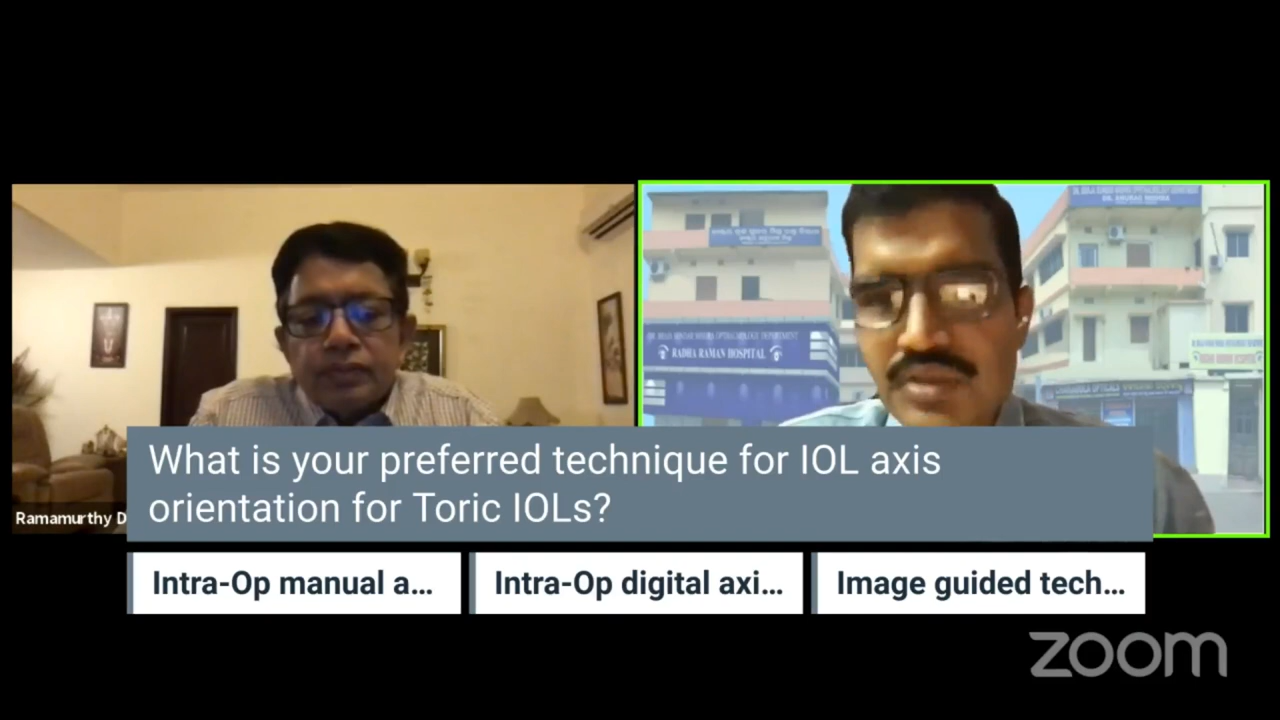 RADHA RAMAN HOSPITAL
Ramamurthy D
What is your preferred technique for IOL axis
orientation for Toric IOLs?
Intra-Op manual a...
Intra-Op digital axi...
Image guided tech...
zoom